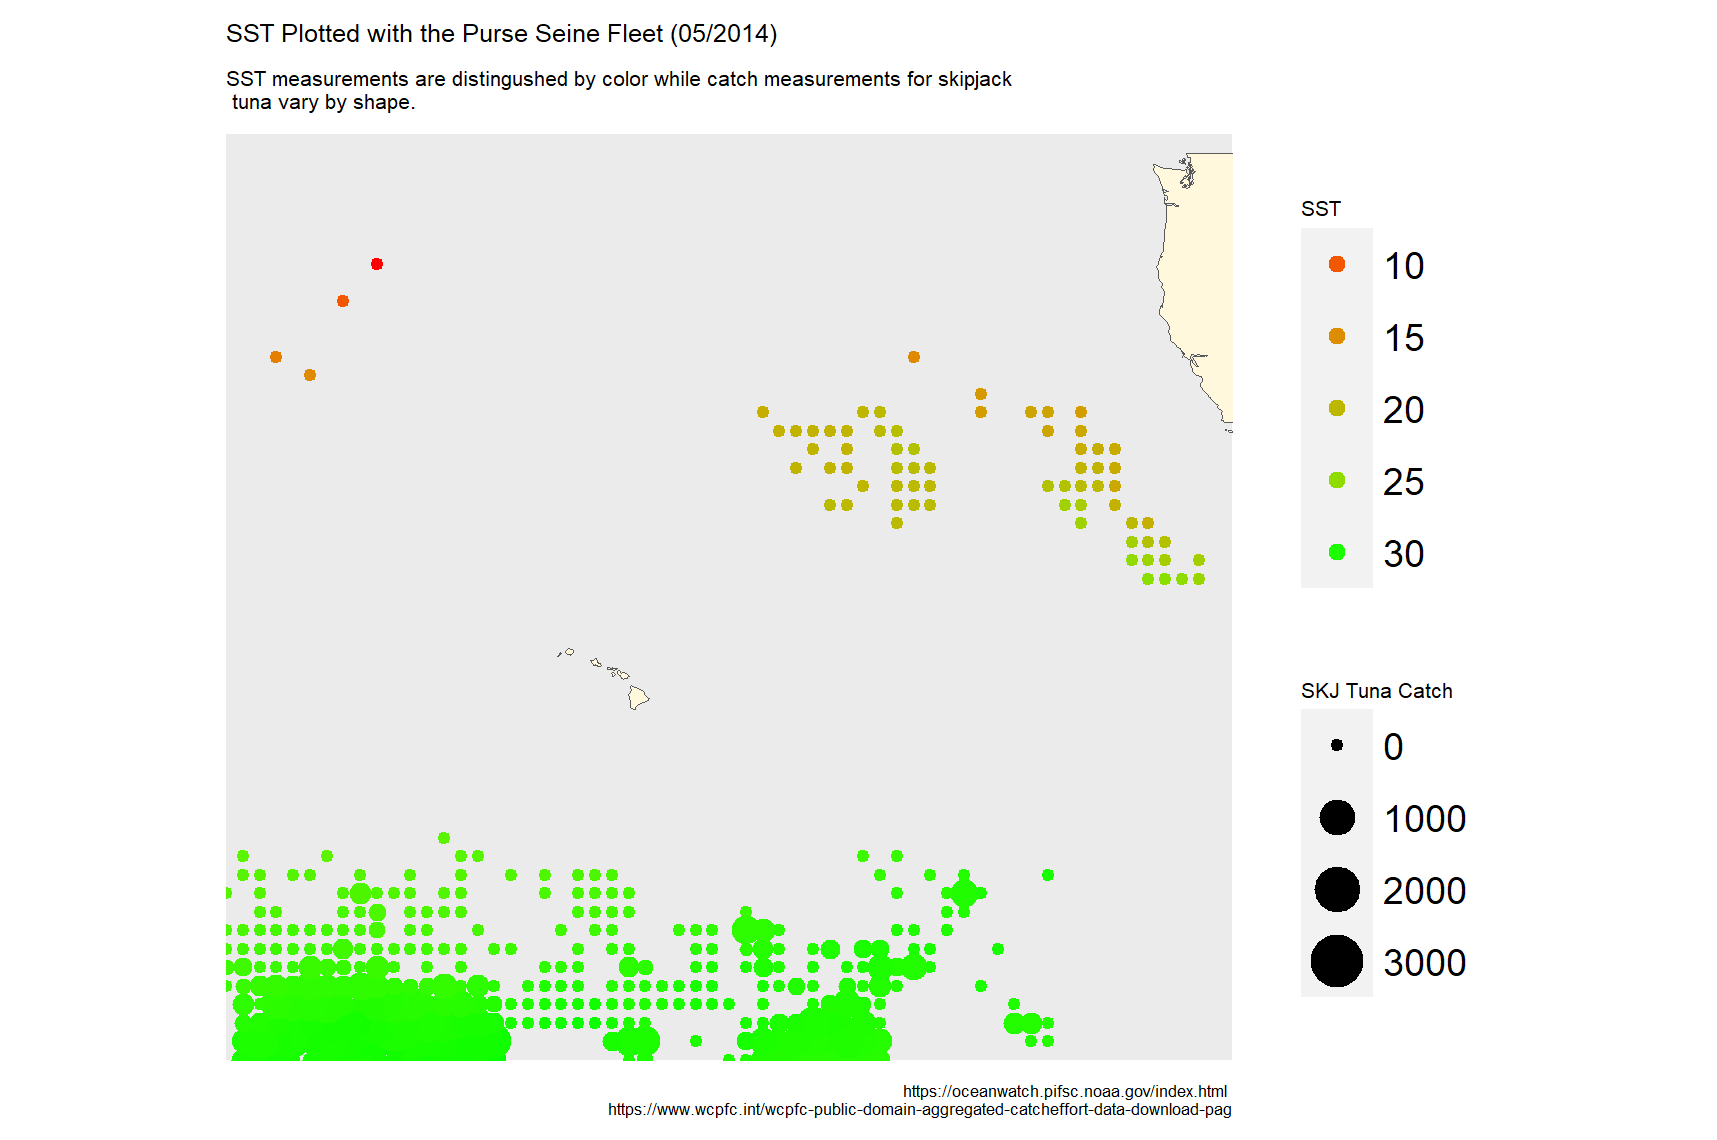 SST Plotted with the Purse Seine Fleet (05/2014)
SST measurements are distingushed by color while catch measurements for skipjack
tuna vary by shape.
SST
10
15
20
25
30
SKJ Tuna Catch
0
1000
2000
3000
https://oceanwatch.pifsc.noaa.gov/index.html
https://www.wcpfc.int/wcpfc-public-domain-aggregated-catcheffort-data-download-pag